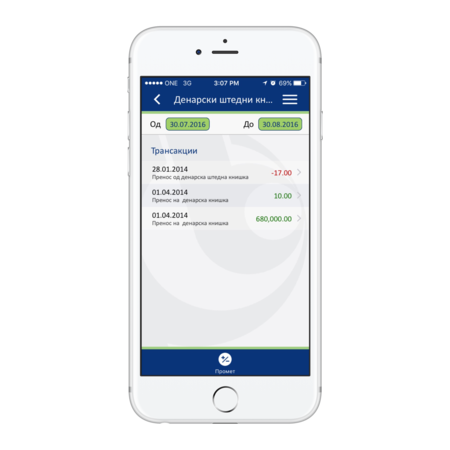 ONE 3G 3:07 PM 69%
Денарски штедни кн...
Од 30.07.2016 До 30.08.2016
Трансакции
28.01.2014
Пренос од денарска штедна книшка
-17.00
01.04.2014
Пренос на денарска книшка
10.00
01.04.2014
Пренос на денарска книшка
680,000.00
Промет